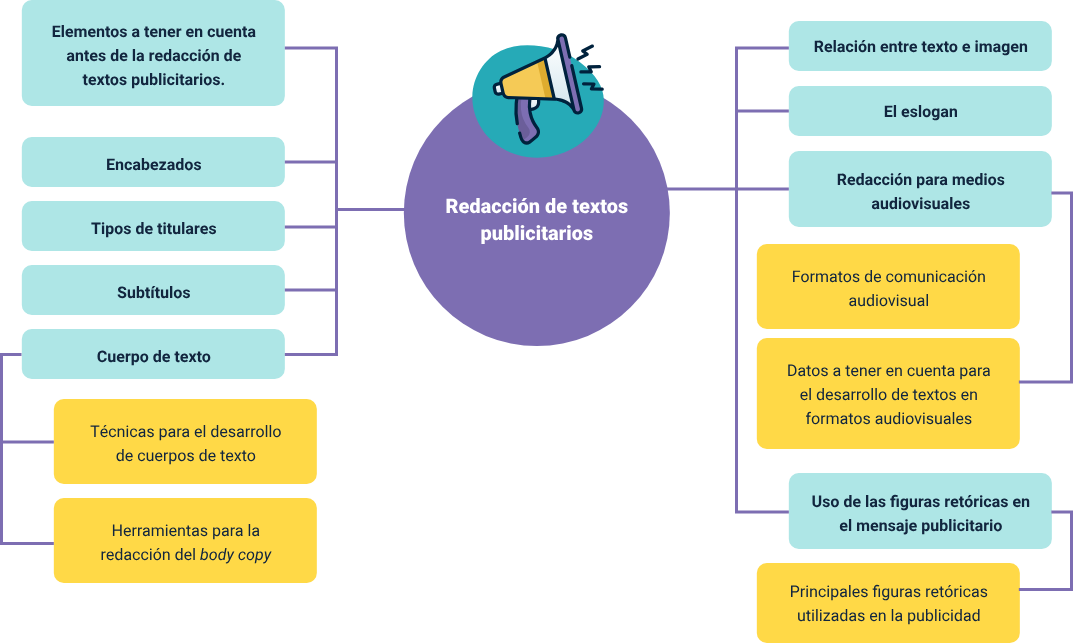 Elementos a tener en cuenta
antes de la redacción de
textos publicitarios.
Encabezados
Tipos de titulares
Subtítulos
Cuerpo de texto
Técnicas para el desarrollo
de cuerpos de texto
Herramientas para la
redacción del body copy
Redacción de textos
publicitarios
Relación entre texto e imagen
El eslogan
Redacción para medios
audiovisuales
Formatos de comunicación
audiovisual
Datos a tener en cuenta para
el desarrollo de textos en
formatos audiovisuales
Uso de las figuras retóricas en
el mensaje publicitario
Principales figuras retóricas
utilizadas en la publicidad